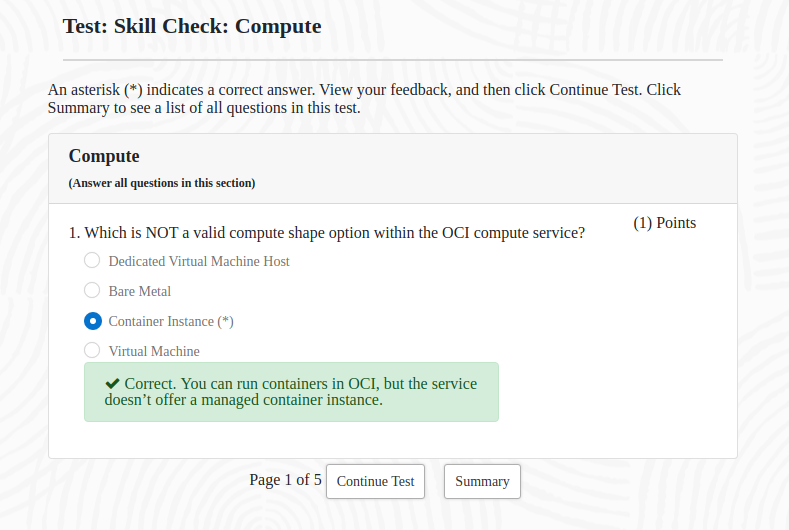 Test: Skill Check: Compute
An asterisk (*) indicates a correct answer. View your feedback, and then click Continue Test. Click
Summary to see a list of all questions in this test.
Compute
(Answer all questions in this section)
1. Which is NOT a valid compute shape option within the OCI compute service?
(1) Points
Dedicated Virtual Machine Host
Bare Metal
Container Instance (*)
Virtual Machine
Correct. You can run containers in OCI, but the service
doesn’t offer a managed container instance.
Page 1 of 5 Continue Test Summary